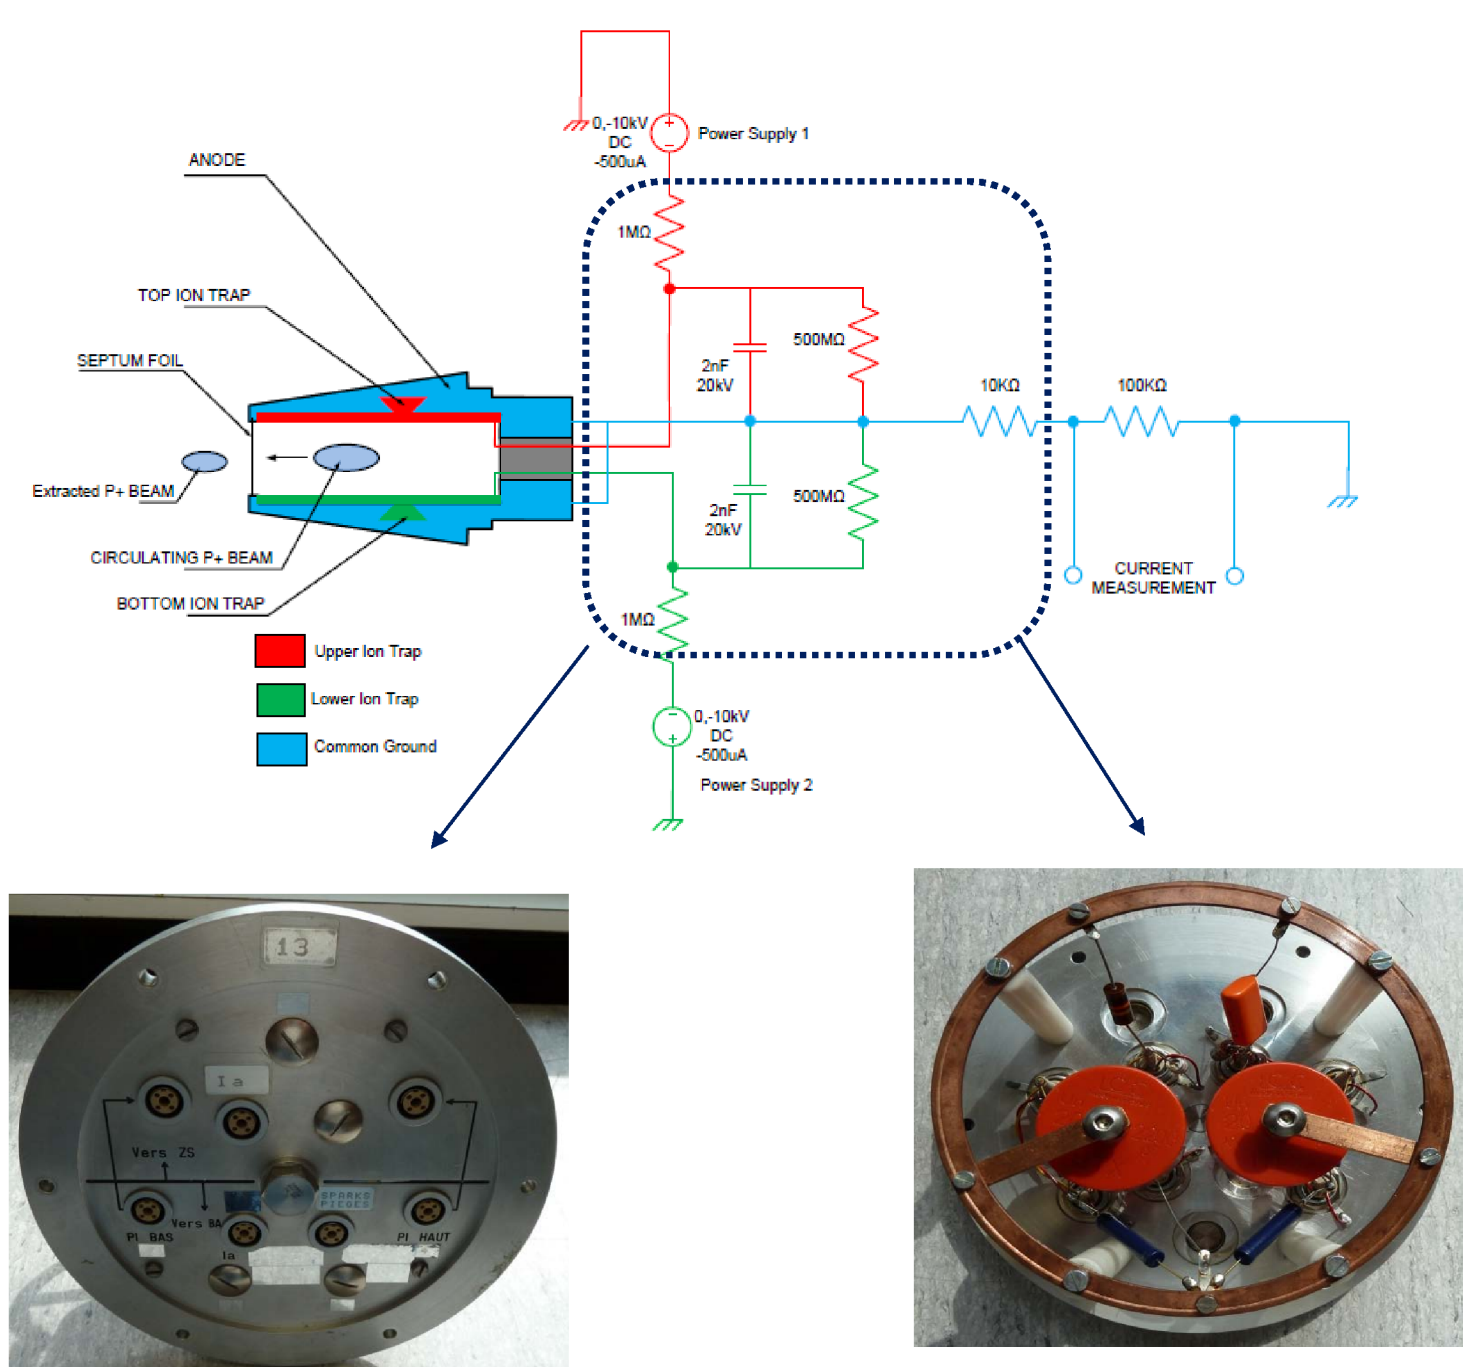 0,-10kV
DC
-500uA
Power Supply 1
ANODE
1MΩ
TOP ION TRAP
500MΩ
SEPTUM FOIL
2nF
20kV
10KΩ
100KΩ
Extracted P+ BEAM
500MΩ
2nF
20kV
CIRCULATING P+ BEAM
CURRENT
MEASUREMENT
BOTTOM ION TRAP
1MΩ
Upper Ion Trap
Lower Ion Trap
0,-10kV
DC
-500uA
Common Ground
Power Supply 2
13
Ia
Vers ZS
SPARKS
PIEGES
Vers BA
PI BAS
PI HAUT
Ia